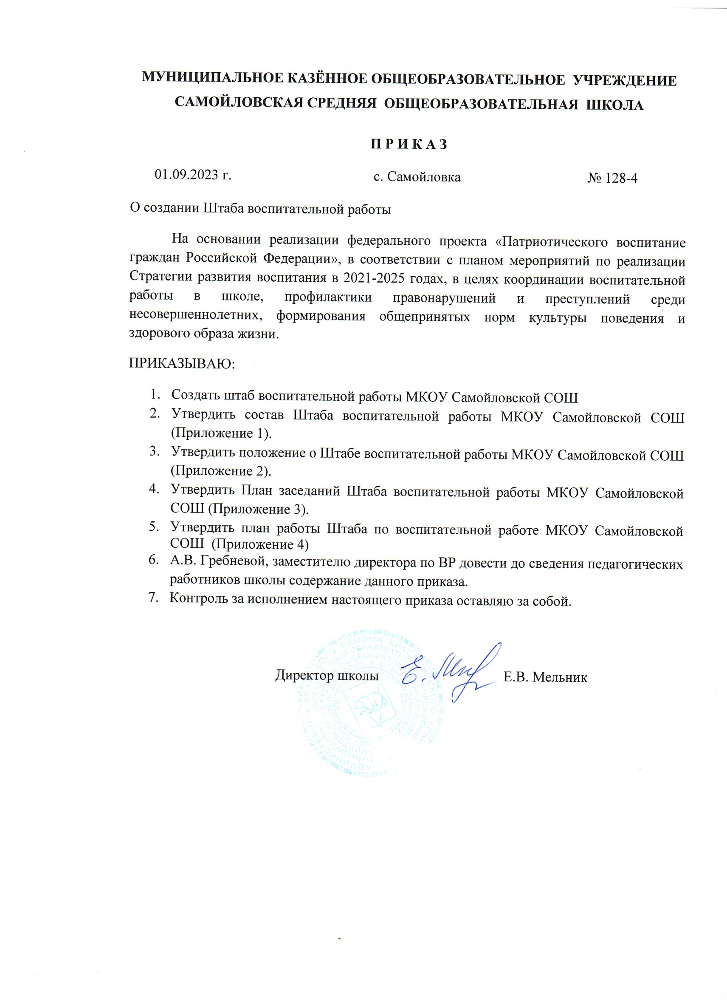 МУНИЦИПАЛЬНОЕ КАЗЁННОЕ ОБЩЕОБРАЗОВАТЕЛЬНОЕ УЧРЕЖДЕНИЕ
САМОЙЛОВСКАЯ СРЕДНЯЯ ОБЩЕОБРАЗОВАТЕЛЬНАЯ ШКОЛА
П Р И К А З
01.09.2023 г. с. Самойловка № 128-4
О создании Штаба воспитательной работы
На основании реализации федерального проекта «Патриотического воспитание
граждан Российской Федерации», в соответствии с планом мероприятий по реализации
Стратегии развития воспитания в 2021-2025 годах, в целях координации воспитательной
работы в школе, профилактики правонарушений и преступлений среди
несовершеннолетних, формирования общепринятых норм культуры поведения и
здорового образа жизни.
ПРИКАЗЫВАЮ:
1. Создать штаб воспитательной работы МКОУ Самойловской СОШ
2. Утвердить состав Штаба воспитательной работы МКОУ Самойловской СОШ
(Приложение 1).
3. Утвердить положение о Штабе воспитательной работы МКОУ Самойловской СОШ
(Приложение 2).
4. Утвердить План заседаний Штаба воспитательной работы МКОУ Самойловской
СОШ (Приложение 3).
5. Утвердить план работы Штаба по воспитательной работе МКОУ Самойловской
СОШ (Приложение 4)
6. А.В. Гребневой, заместителю директора по ВР довести до сведения педагогических
работников школы содержание данного приказа.
7. Контроль за исполнением настоящего приказа оставляю за собой.
Директор школы Е.В. Мельник
РАЙОНА